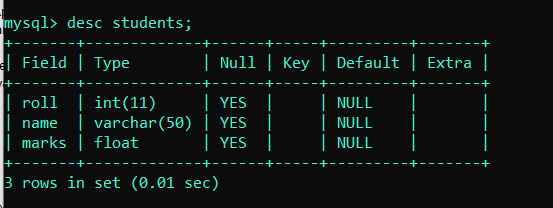 mysql> desc students;
+-------+-------------+------+-----+---------+-------+
| Field | Type        | Null | Key | Default | Extra |
+-------+-------------+------+-----+---------+-------+
| roll  | int(11)     | YES  |     | NULL    |       |
| name  | varchar(50) | YES  |     | NULL    |       |
| marks | float       | YES  |     | NULL    |       |
+-------+-------------+------+-----+---------+-------+
3 rows in set (0.01 sec)